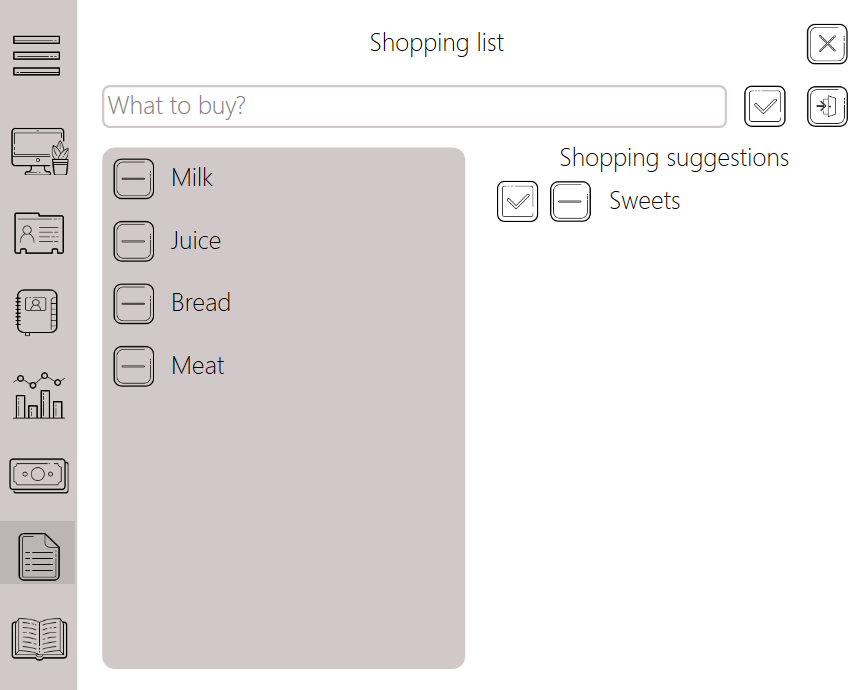 Shopping list
What to buy?
Milk
Juice
Bread
Meat
Shopping suggestions
Sweets